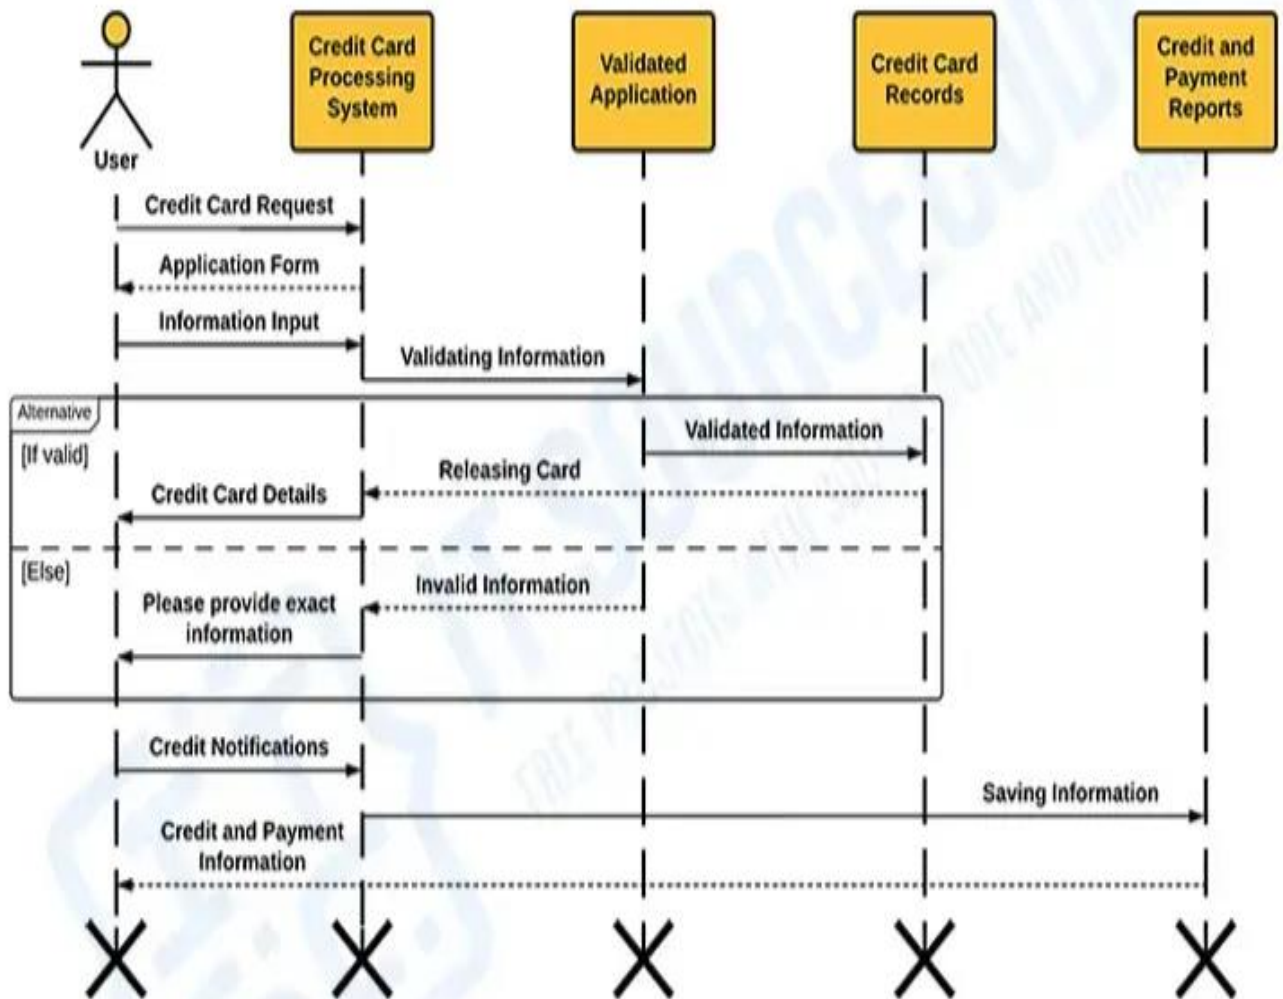 Credit Card
Processing
System
Validated
Application
Credit Card
Records
Credit and
Payment
Reports
User
Credit Card Request
Application Form
Information Input
Validating Information
Alternative
[If valid]
Validated Information
Releasing Card
Credit Card Details
[Else]
Invalid Information
Please provide exact
information
Credit Notifications
Saving Information
Credit and Payment
Information
IT SOURCECODE